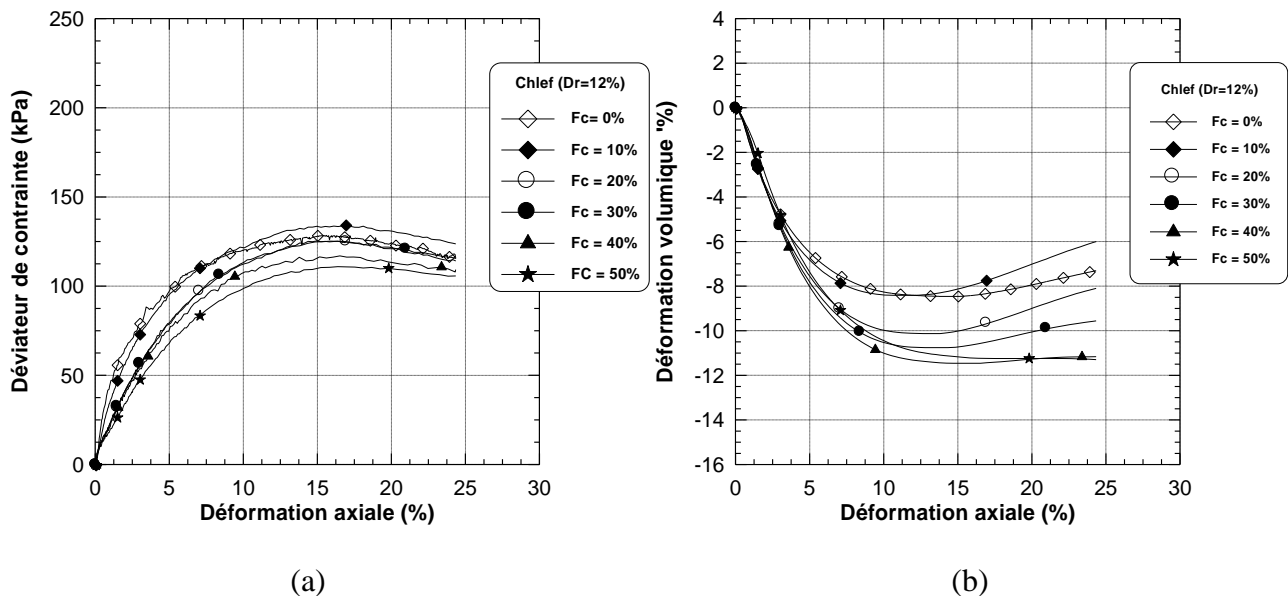 250
200
150
100
50
0
0 5 10 15 20 25 30
Déviateur de contrainte (kPa)
Déformation axiale (%)
Chlef (Dr=12%)
Fc= 0%
Fc = 10%
Fc = 20%
Fc = 30%
Fc = 40%
FC = 50%
(a)
4
2
0
-2
-4
-6
-8
-10
-12
-14
-16
0 5 10 15 20 25 30
Déformation volumique '%)
Déformation axiale (%)
Chlef (Dr=12%)
Fc = 0%
Fc = 10%
Fc = 20%
Fc = 30%
Fc = 40%
Fc = 50%
(b)